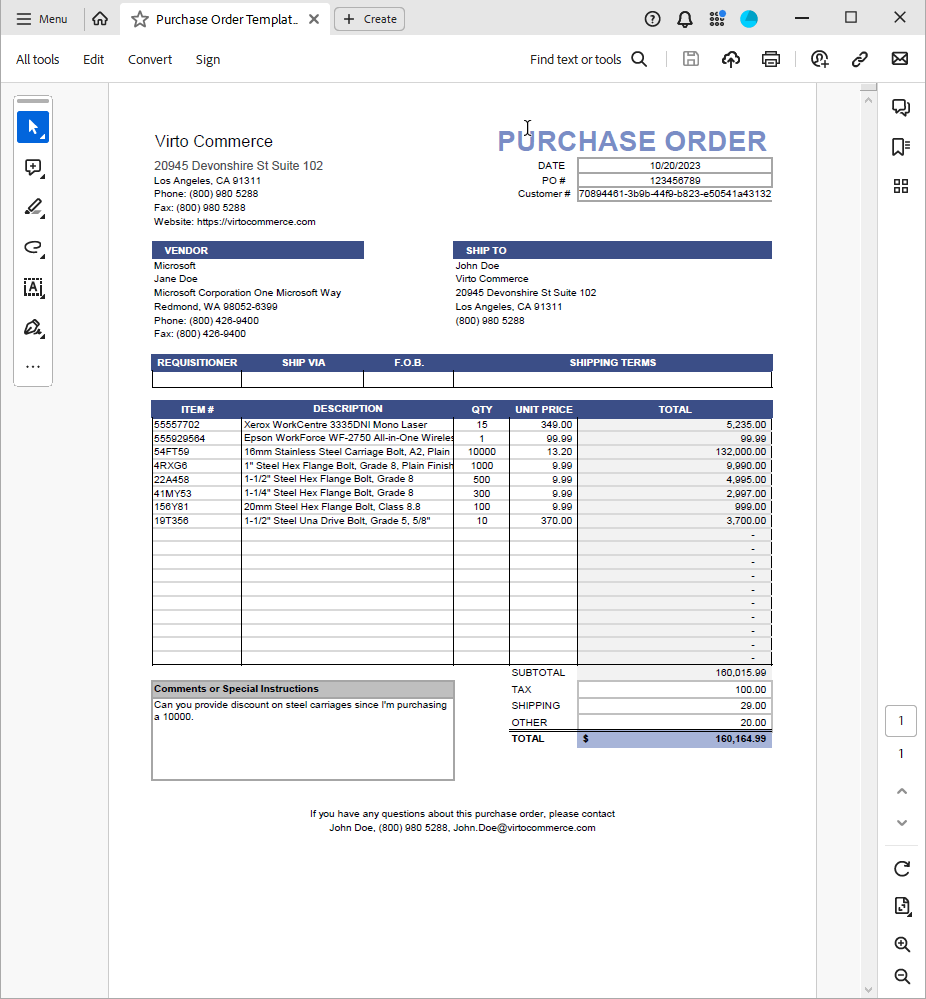 Menu
Purchase Order Templat..
Create
All tools Edit Convert Sign
Find text or tools
Virto Commerce
PURCHASE ORDER
20945 Devonshire St Suite 102
DATE 10/20/2023
Los Angeles, CA 91311
PO # 123456789
Phone: (800) 980 5288
Customer # 70894461-3b9b-44f9-b823-e50541a43132
Fax: (800) 980 5288
Website: https://virtocommerce.com
VENDOR
Microsoft
Jane Doe
Microsoft Corporation One Microsoft Way
Redmond, WA 98052-6399
Phone: (800) 426-9400
Fax: (800) 426-9400
SHIP TO
John Doe
Virto Commerce
20945 Devonshire St Suite 102
Los Angeles, CA 91311
(800) 980 5288
REQUISITIONER SHIP VIA F.O.B. SHIPPING TERMS
ITEM # DESCRIPTION QTY UNIT PRICE TOTAL
55557702 Xerox WorkCentre 3335DNI Mono Laser 15 349.00 5,235.00
555929564 Epson WorkForce WF-2750 All-in-One Wireles 1 99.99 99.99
54FT59 16mm Stainless Steel Carriage Bolt, A2, Plain 10000 13.20 132,000.00
4RXG6 1" Steel Hex Flange Bolt, Grade 8, Plain Finish 1000 9.99 9,990.00
22A458 1-1/2" Steel Hex Flange Bolt, Grade 8 500 9.99 4,995.00
41MY53 1-1/4" Steel Hex Flange Bolt, Grade 8 300 9.99 2,997.00
156Y81 20mm Steel Hex Flange Bolt, Class 8.8 100 9.99 999.00
19T356 1-1/2" Steel Una Drive Bolt, Grade 5, 5/8" 10 370.00 3,700.00
-
-
-
-
-
-
-
-
-
-
SUBTOTAL 160,015.99
TAX 100.00
SHIPPING 29.00
OTHER 20.00
TOTAL $ 160,164.99
Comments or Special Instructions
Can you provide discount on steel carriages since I'm purchasing
a 10000.
If you have any questions about this purchase order, please contact
John Doe, (800) 980 5288, John.Doe@virtocommerce.com
1
1